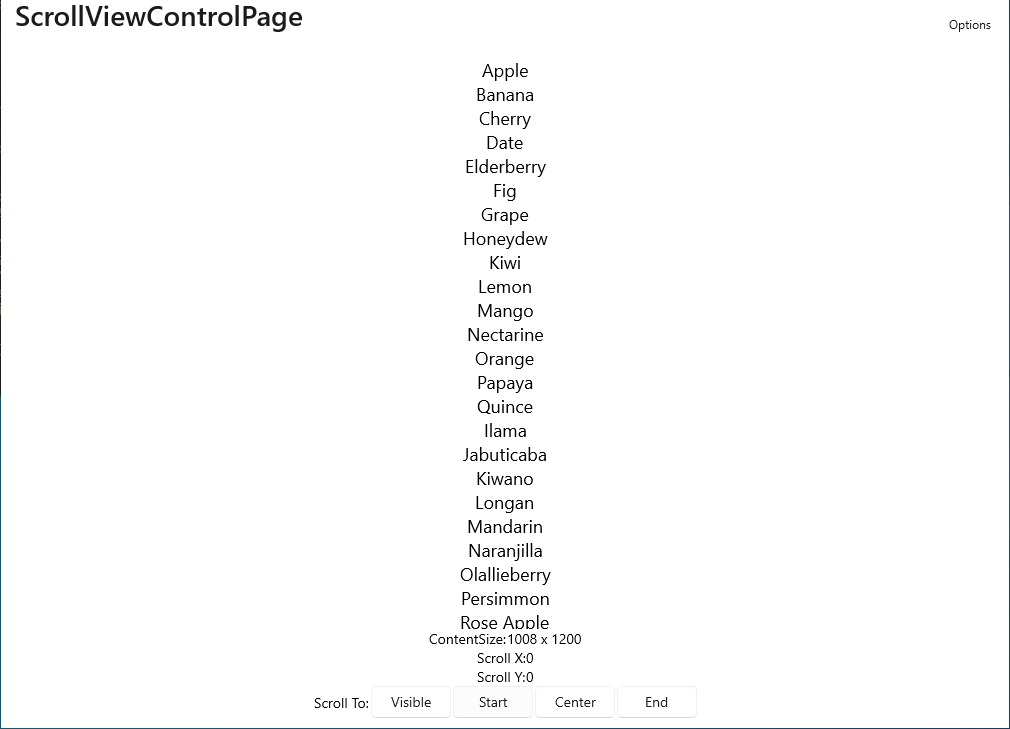 ScrollViewControlPage
Options
Apple
Banana
Cherry
Date
Elderberry
Fig
Grape
Honeydew
Kiwi
Lemon
Mango
Nectarine
Orange
Papaya
Quince
Ilama
Jabuticaba
Kiwano
Longan
Mandarin
Naranjilla
Olallieberry
Persimmon
Rose Apple
ContentSize:1008 x 1200
Scroll X:0
Scroll Y:0
Scroll To: Visible Start Center End